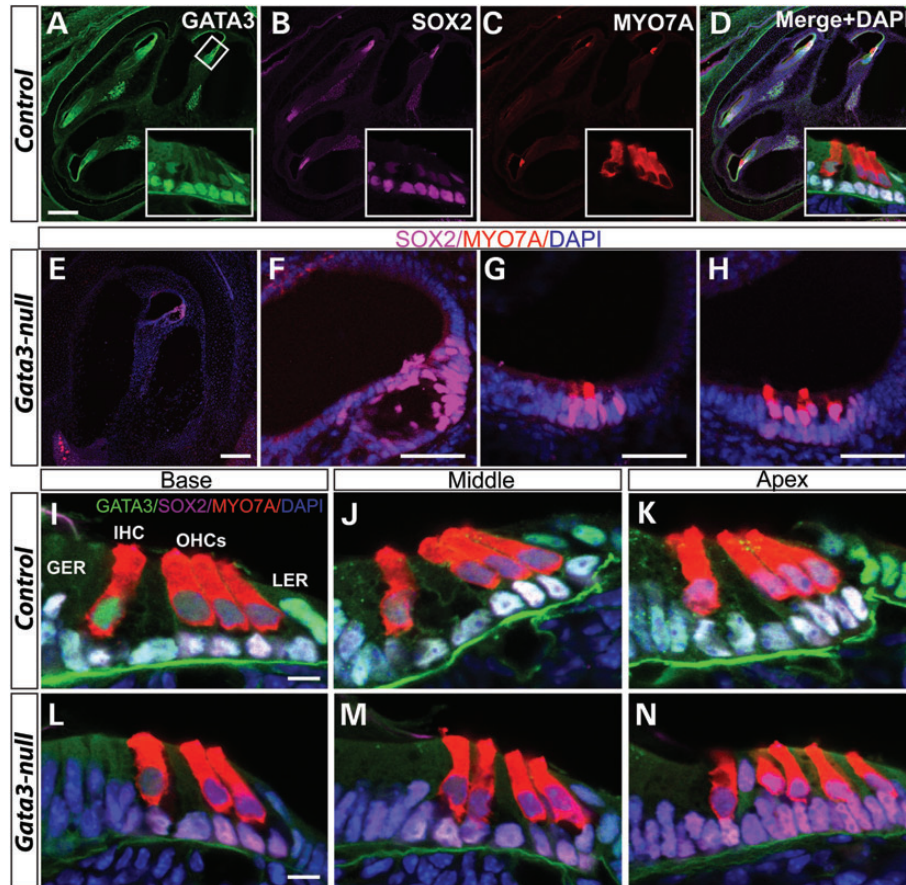 A GATA3 B SOX2 C MYO7A D Merge+DAPI
Control
SOX2/MYO7A/DAPI
E F G H
Gata3-null
Base Middle Apex
I GATA3/SOX2/MYO7A/DAPI J K
IHC OHCs
GER LER
Control
L M N
Gata3-null